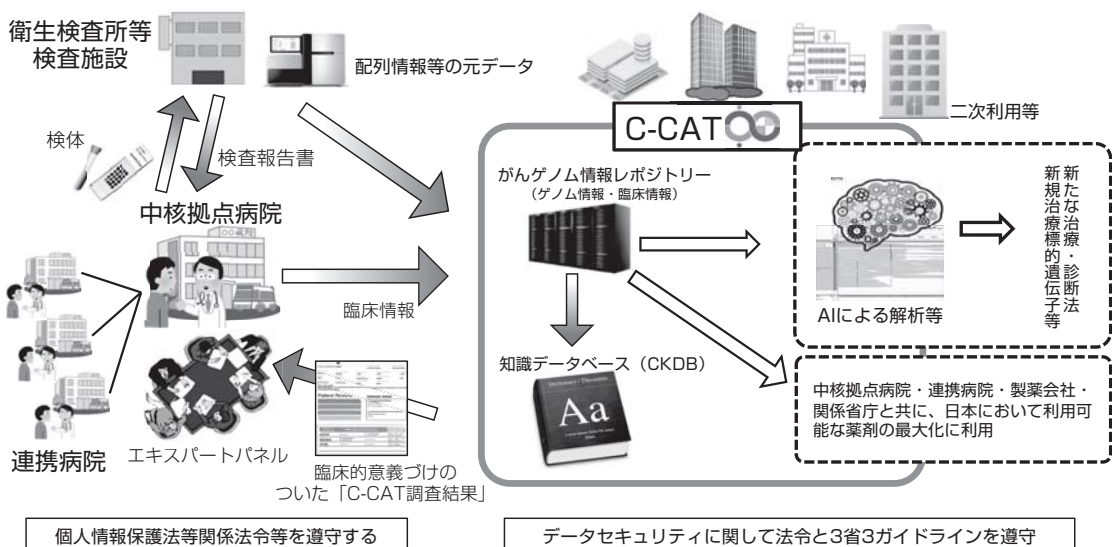 衛生検査所等
検査施設
配列情報等の元データ
検体
検査報告書
中核拠点病院
臨床情報
連携病院
エキスパートパネル
臨床的意義づけの
ついた「C-CAT調査結果」
個人情報保護法等関係法令等を遵守する
二次利用等
C-CAT
がんゲノム情報レポジトリー
（ゲノム情報・臨床情報）
AIによる解析等
新たな治療・診断法
新規治療標的遺伝子等
知識データベース（CKDB）
Aa
中核拠点病院・連携病院・製薬会社・
関係省庁と共に、日本において利用可
能な薬剤の最大化に利用
データセキュリティに関して法令と3省3ガイドラインを遵守